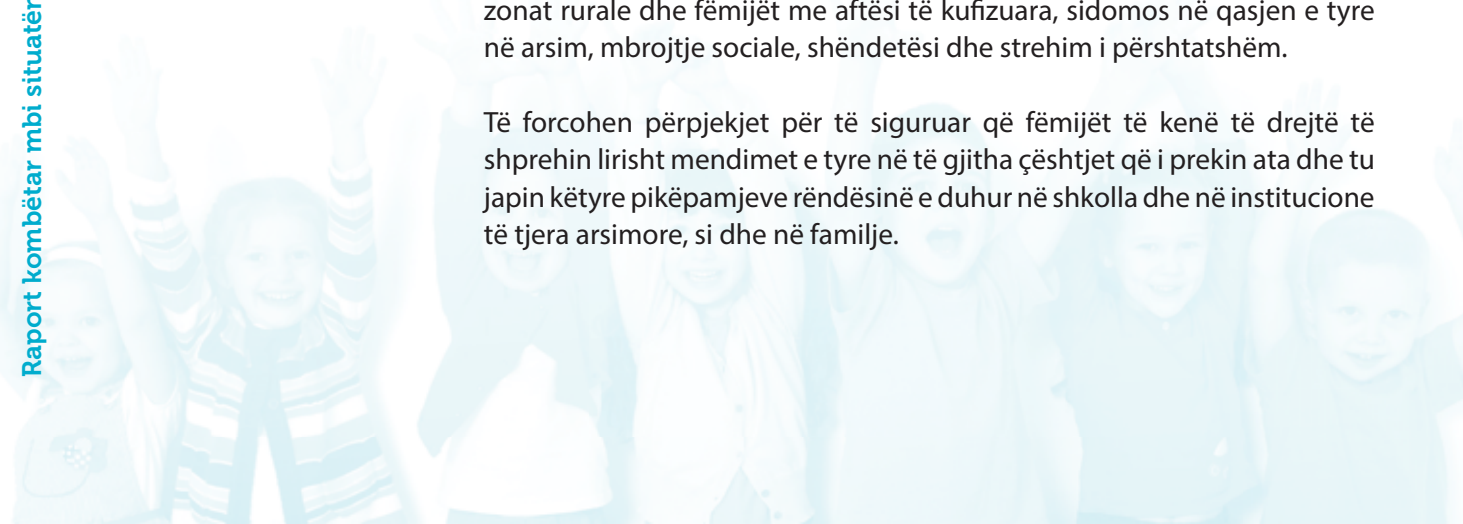 zonat rurale dhe fëmijët me aftësi të kufizuara, sidomos në qasjen e tyre
në arsim, mbrojtje sociale, shëndetësi dhe strehim i përshtatshëm.
Të forcohen përpjekjet për të siguruar që fëmijët të kenë të drejtë të
shprehin lirisht mendimet e tyre në të gjitha çështjet që i prekin ata dhe tu
japin këtyre pikëpamjeve rëndësinë e duhur në shkolla dhe në institucione
të tjera arsimore, si dhe në familje.
Raport kombëtar mbi situatën